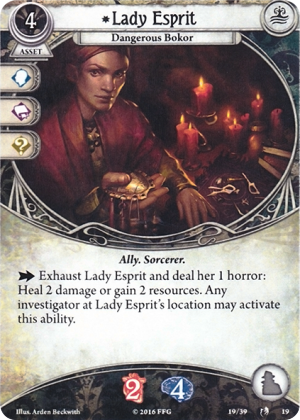 4
*Lady Esprit
Dangerous Bokor
ASSET
?
Ally. Sorcerer.
Exhaust Lady Esprit and deal her 1 horror:
Heal 2 damage or gain 2 resources. Any
investigator at Lady Esprit's location may activate
this ability.
2 4
Illus. Arden Beckwith © 2016 FFG 19/39 19